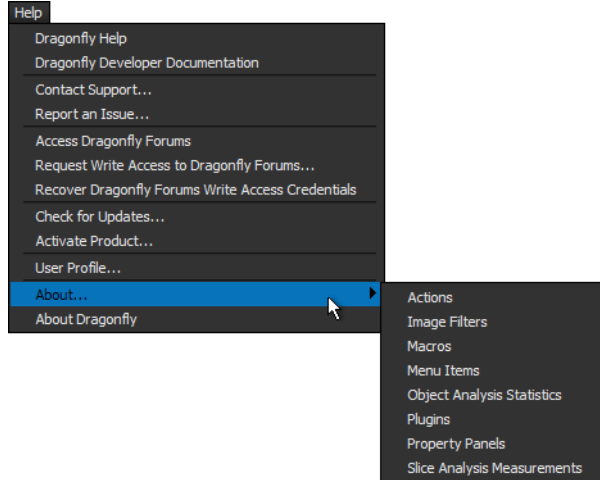 Help
Dragonfly Help
Dragonfly Developer Documentation
Contact Support...
Report an Issue...
Access Dragonfly Forums
Request Write Access to Dragonfly Forums...
Recover Dragonfly Forums Write Access Credentials
Check for Updates...
Activate Product...
User Profile...
About...
About Dragonfly
Actions
Image Filters
Macros
Menu Items
Object Analysis Statistics
Plugins
Property Panels
Slice Analysis Measurements